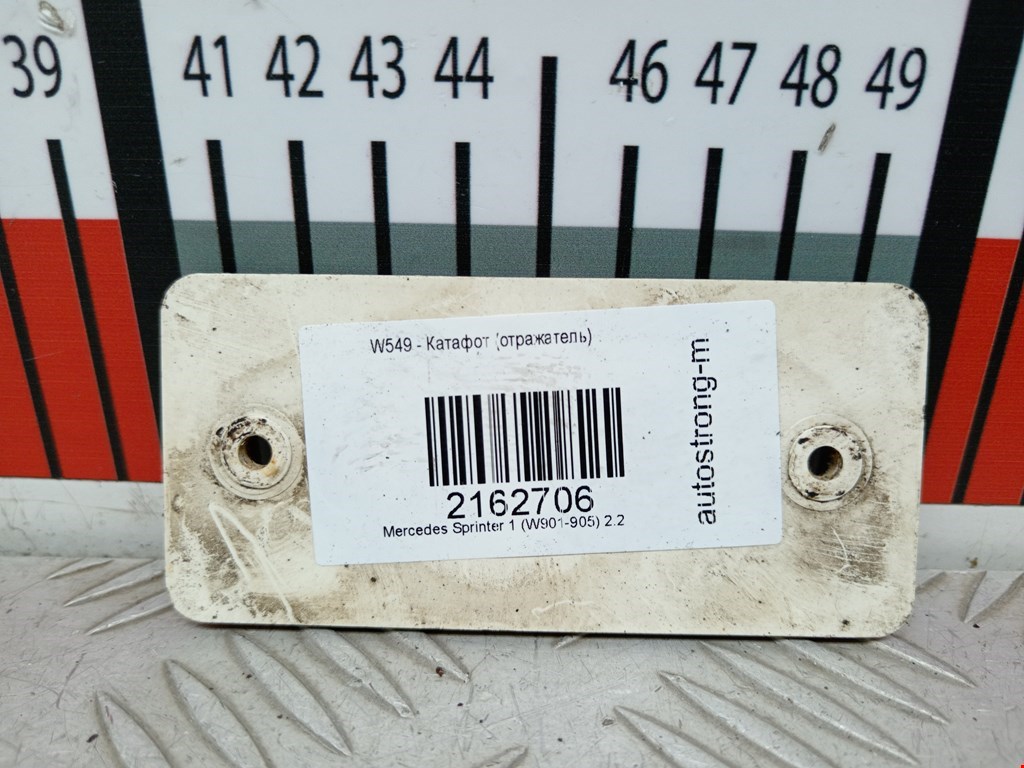 39 41 42 43 44 46 47 48 49
W549 - Катафот (отражатель)
2162706
Mercedes Sprinter 1 (W901-905) 2.2
autostrong-m